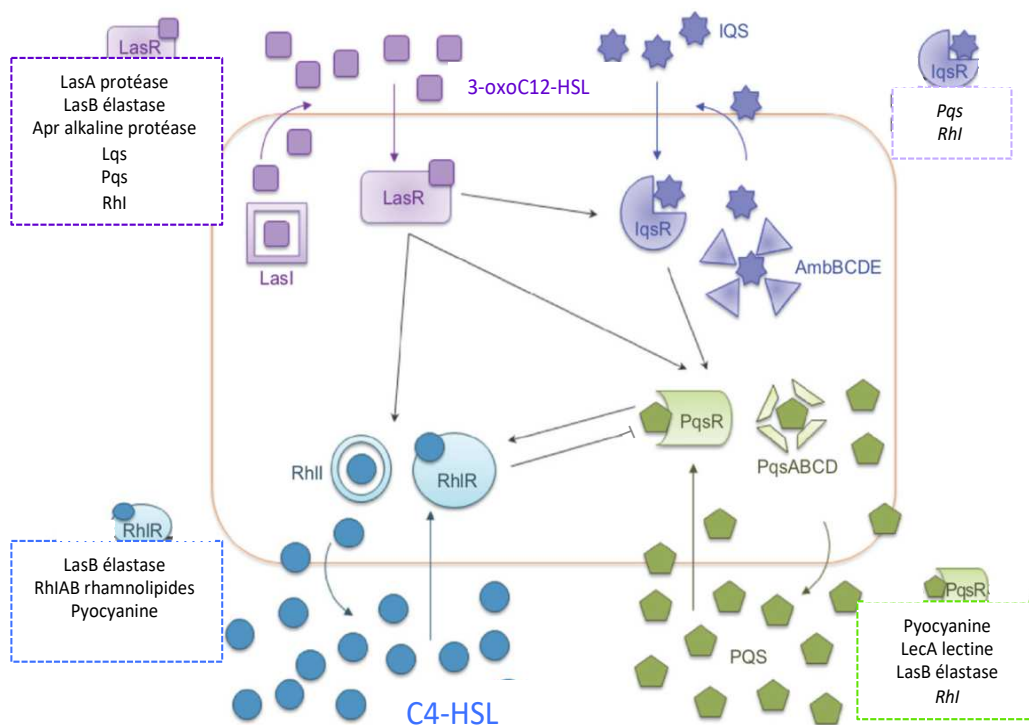 LasR
LasA protéase
LasB élastase
Apr alkaline protéase
Lqs
Pqs
Rhl
3-oxoC12-HSL
IQS
IqsR
Pqs
Rhl
LasR
LasI
IqsR
AmbBCDE
PqsR
PqsABCD
RhlI
RhlR
RhlR
LasB élastase
RhlAB rhamnolipides
Pyocyanine
C4-HSL
PQS
PqsR
Pyocyanine
LecA lectine
LasB élastase
Rhl